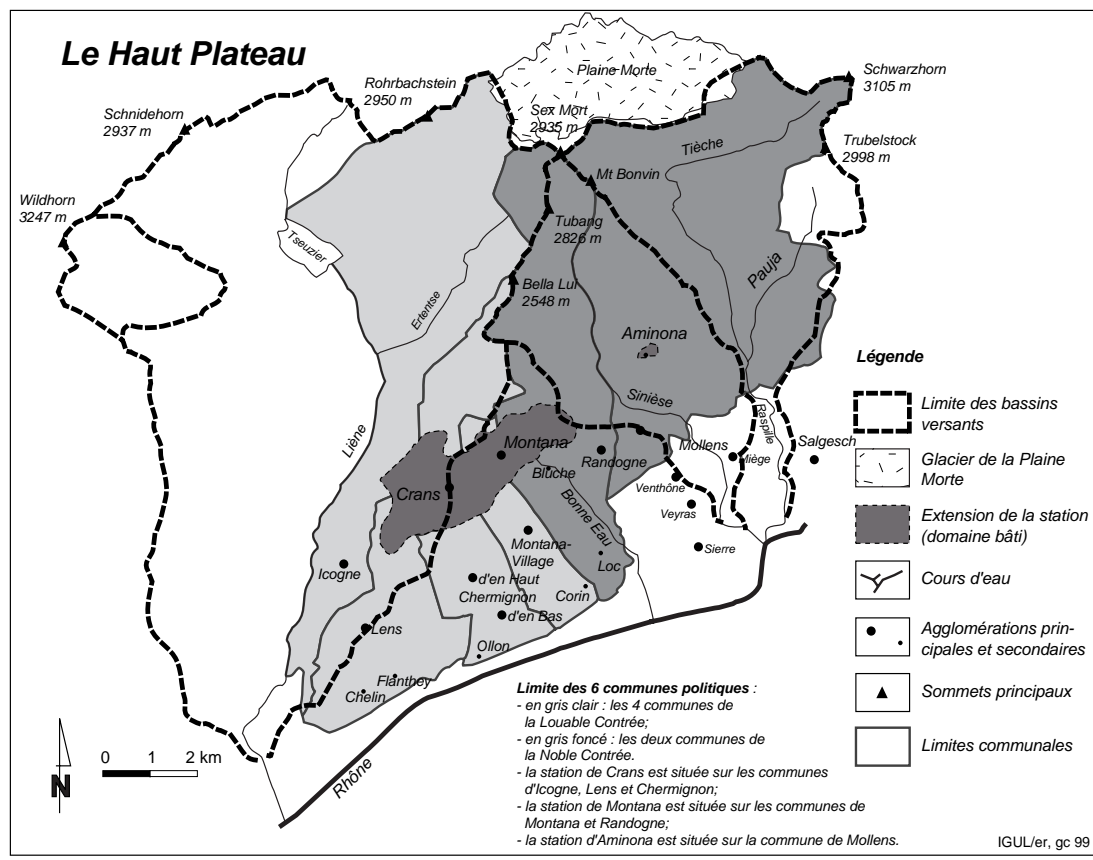 Le Haut Plateau
Plaine Morte
Schwarzhorn
3105 m
Rohrbachstein
2950 m
Schnidehorn
2937 m
Sex Mort
2935 m
Tièche
Trubelstock
2998 m
Mt Bonvin
Wildhorn
3247 m
Tubang
2826 m
Tseuzier
Bella Lui
2548 m
Pauja
Ertentse
Aminona
Sinièse
Liène
Raspille
Montana
Mollens
Miège
Salgesch
Randogne
Bluche
Venthône
Crans
Bonne Eau
Veyras
Montana-
Village
Sierre
Loc
Icogne
d'en Haut
Chermignon
Corin
d'en Bas
Lens
Ollon
Flanthey
Chelin
Rhône
N
0 1 2 km
Légende
Limite des bassins
versants
Glacier de la Plaine
Morte
Extension de la station
(domaine bâti)
Cours d'eau
Agglomérations prin-
cipales et secondaires
Sommets principaux
Limites communales
Limite des 6 communes politiques :
- en gris clair : les 4 communes de
la Louable Contrée;
- en gris foncé : les deux communes de
la Noble Contrée.
- la station de Crans est située sur les communes
d'Icogne, Lens et Chermignon;
- la station de Montana est située sur les communes de
Montana et Randogne;
- la station d'Aminona est située sur la commune de Mollens.
IGUL/er, gc 99